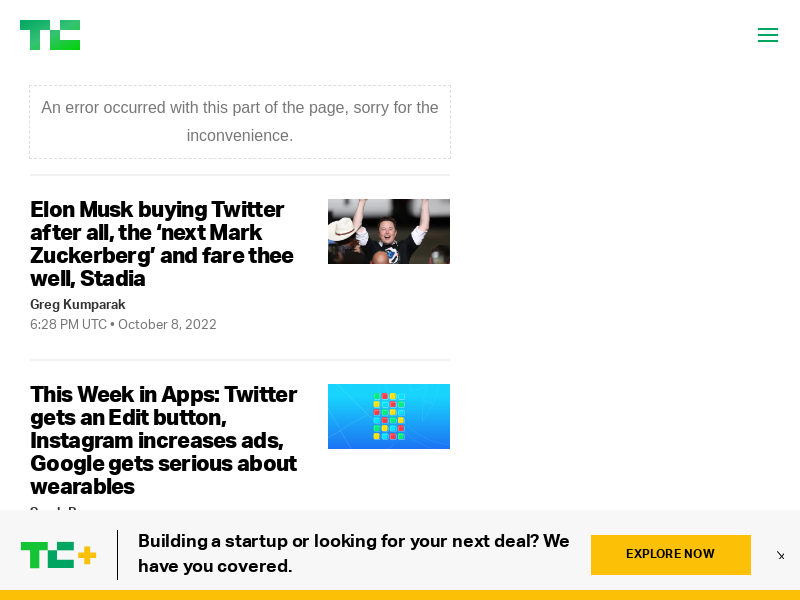 TC
An error occurred with this part of the page, sorry for the
inconvenience.
Elon Musk buying Twitter
after all, the ‘next Mark
Zuckerberg’ and fare thee
well, Stadia
Greg Kumparak
6:28 PM UTC • October 8, 2022
This Week in Apps: Twitter
gets an Edit button,
Instagram increases ads,
Google gets serious about
wearables
TC+
Building a startup or looking for your next deal? We
have you covered.
EXPLORE NOW